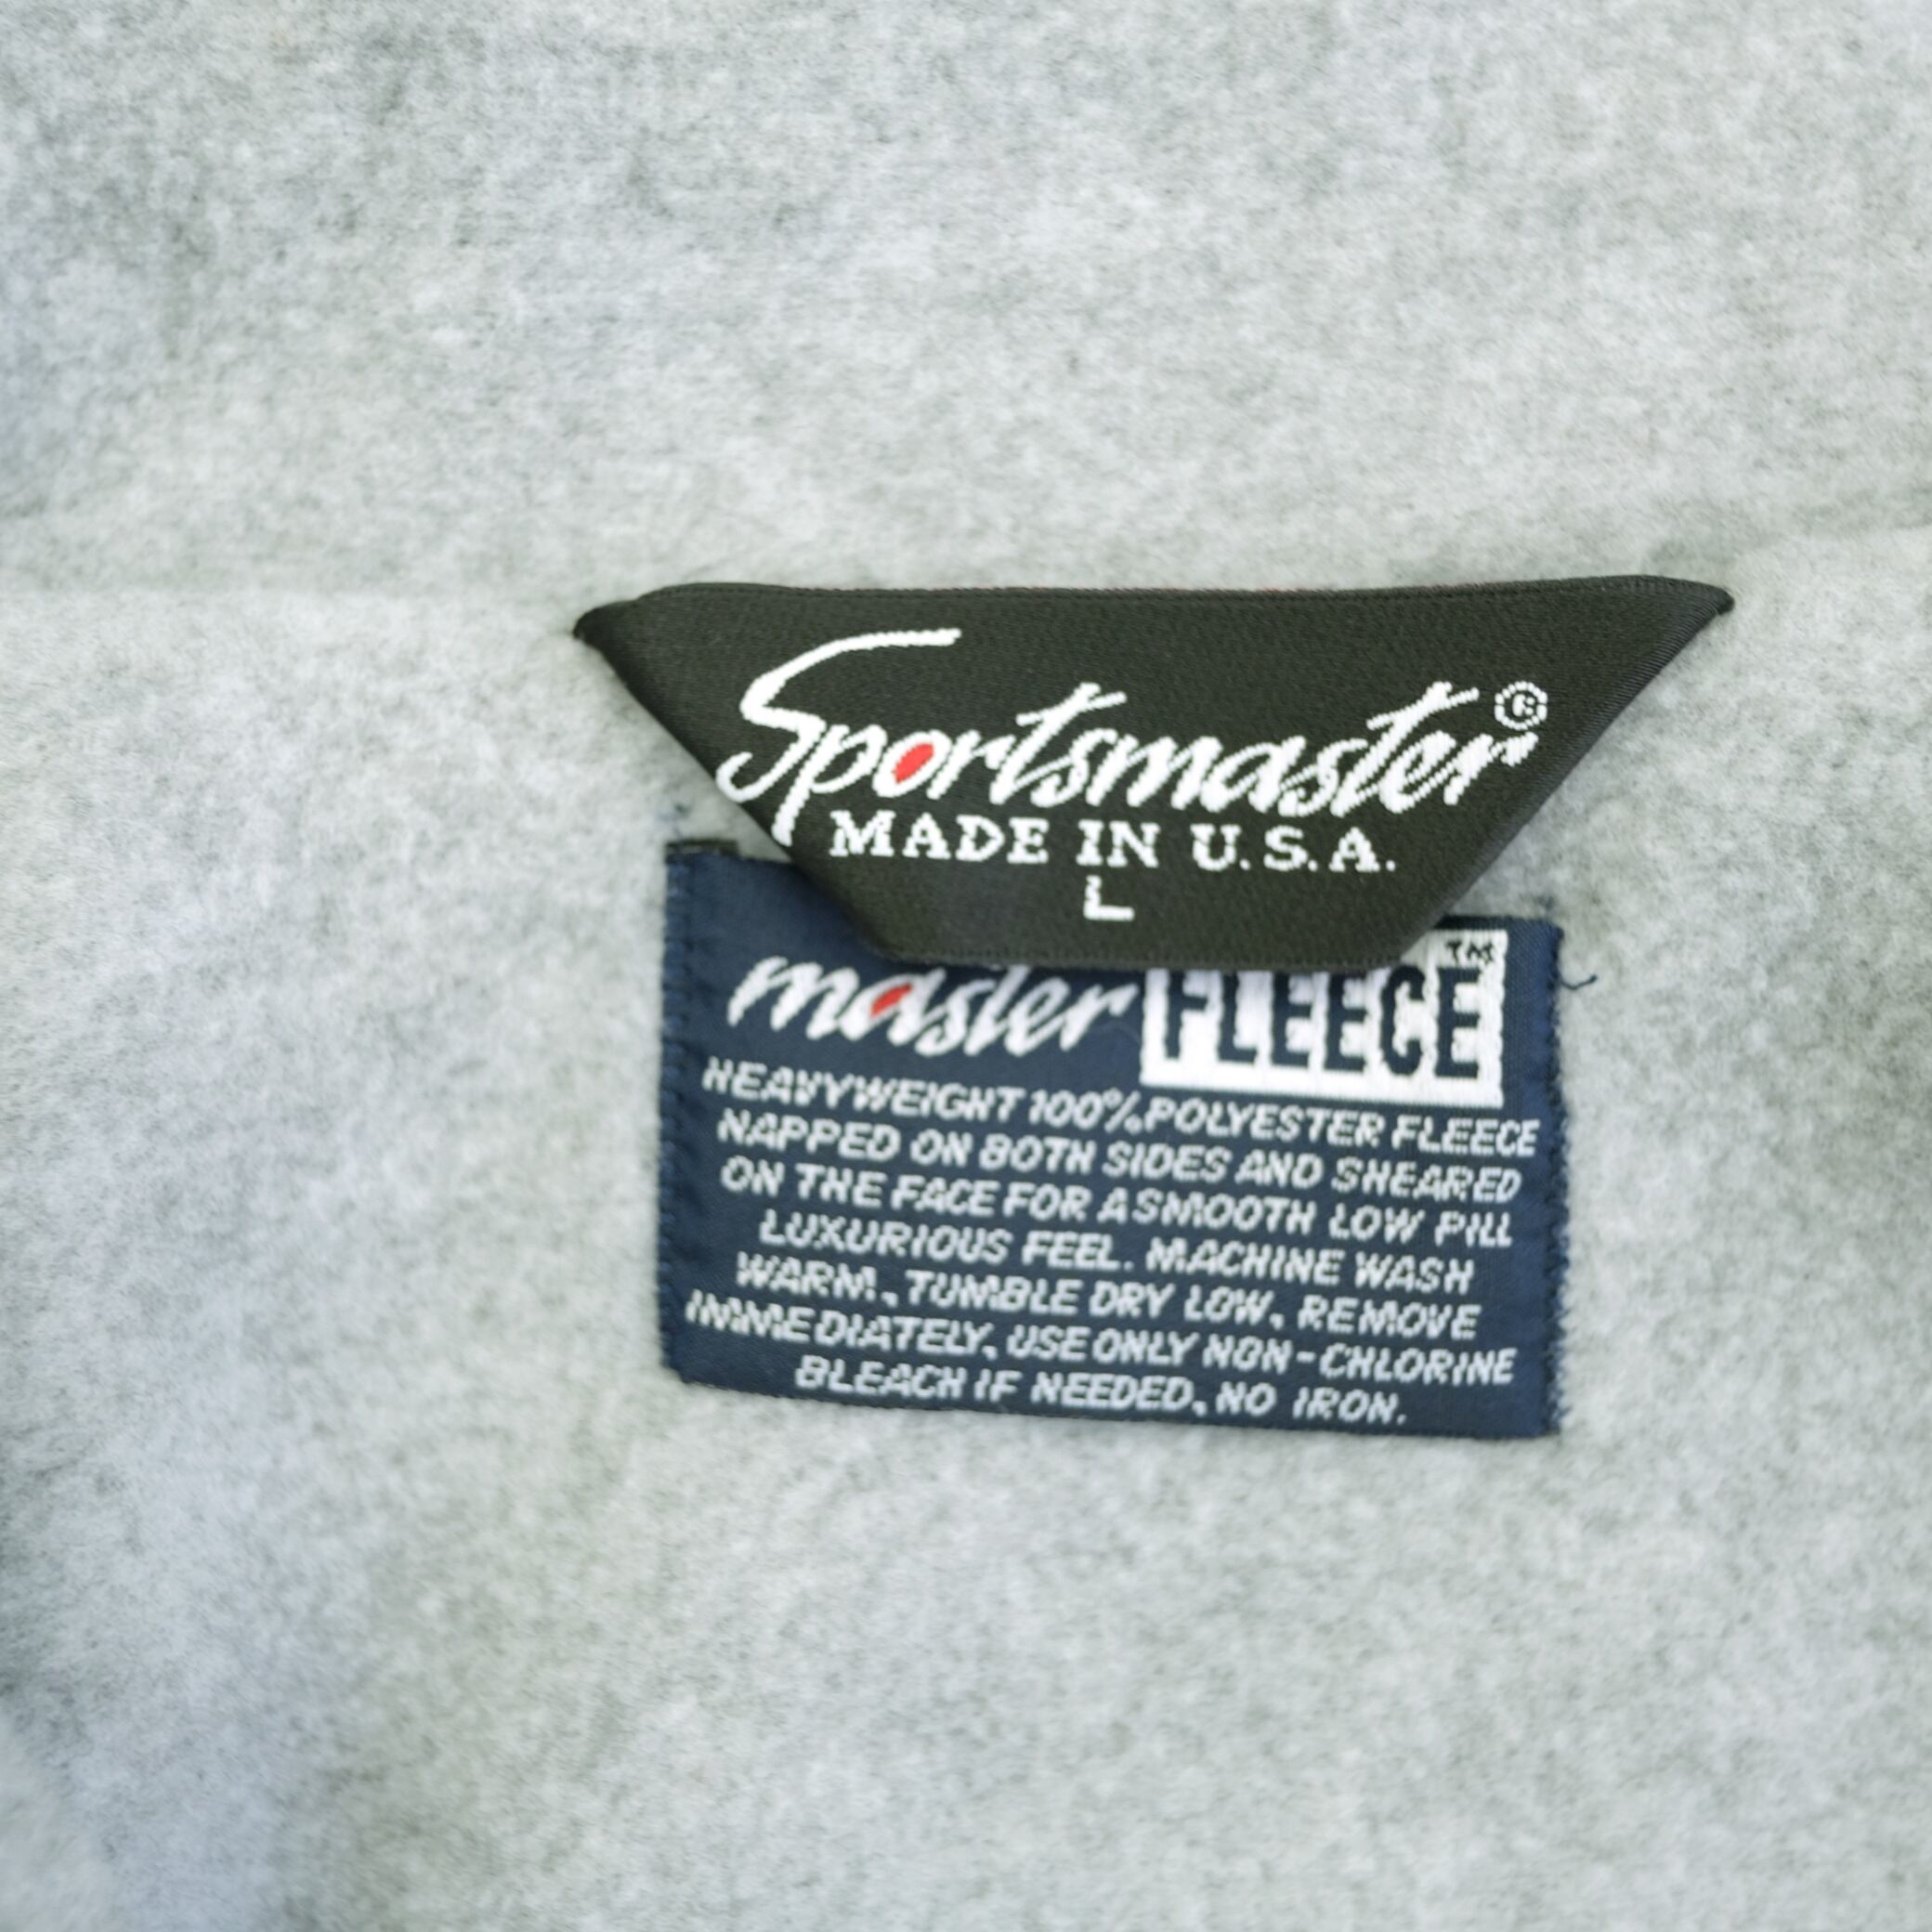 Sportsmaster®
MADE IN U.S.A.
L
master FLEECE™
HEAVYWEIGHT 100% POLYESTER FLEECE
NAPPED ON BOTH SIDES AND SHEARED
ON THE FACE FOR A SMOOTH LOW PILL
LUXURIOUS FEEL. MACHINE WASH
WARM, TUMBLE DRY LOW, REMOVE
IMMEDIATELY, USE ONLY NON-CHLORINE
BLEACH IF NEEDED, NO IRON.